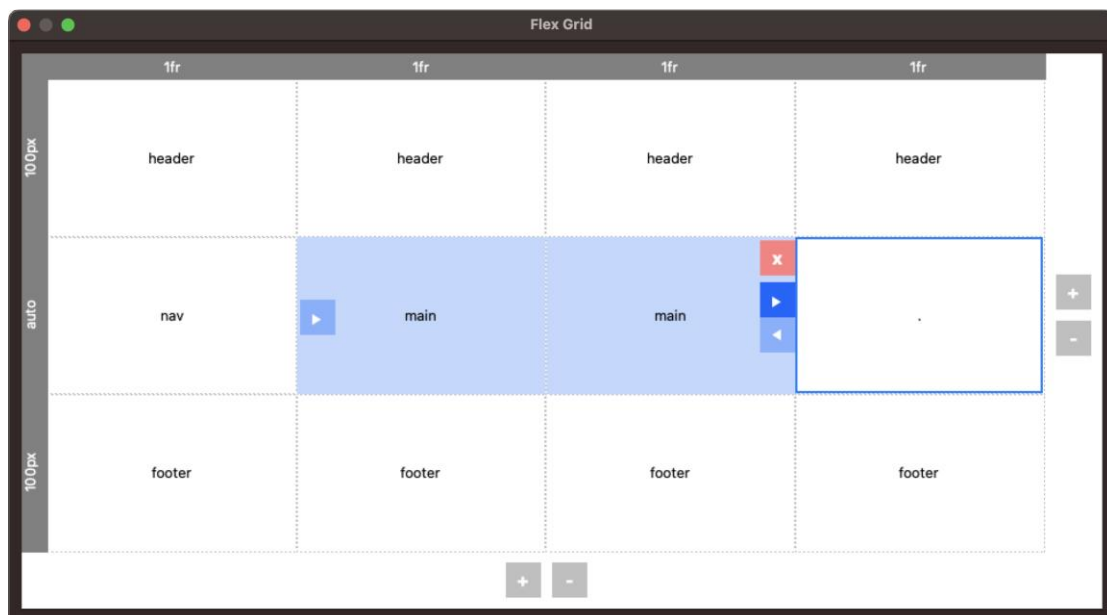 Flex Grid
1fr 1fr 1fr 1fr
100px
header header header header
auto
nav main main .
x
+
-
100px
footer footer footer footer
+ -